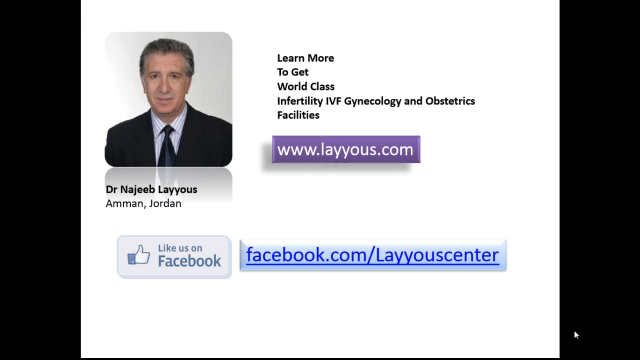 Learn More
To Get
World Class
Infertility IVF Gynecology and Obstetrics
Facilities
www.layyous.com
Dr Najeeb Layyous
Amman, Jordan
Like us on
Facebook
facebook.com/Layyouscenter